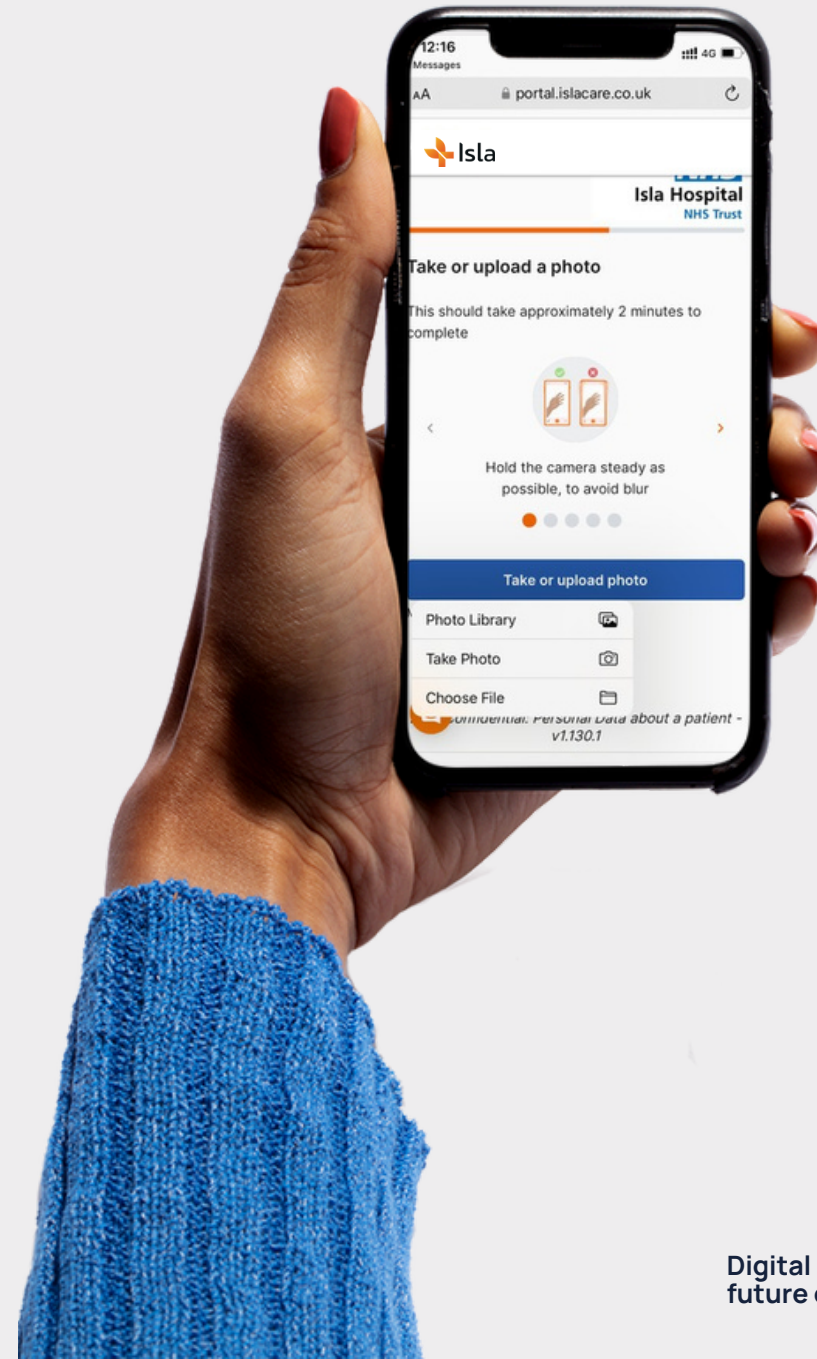 12:16
4G
Messages
AA
portal.islacare.co.uk
Isla
Isla Hospital
NHS Trust
Take or upload a photo
This should take approximately 2 minutes to
complete
Hold the camera steady as
possible, to avoid blur
Take or upload photo
Photo Library
Take Photo
Choose File
Personal Data about a patient -
v1.130.1
Digital
future